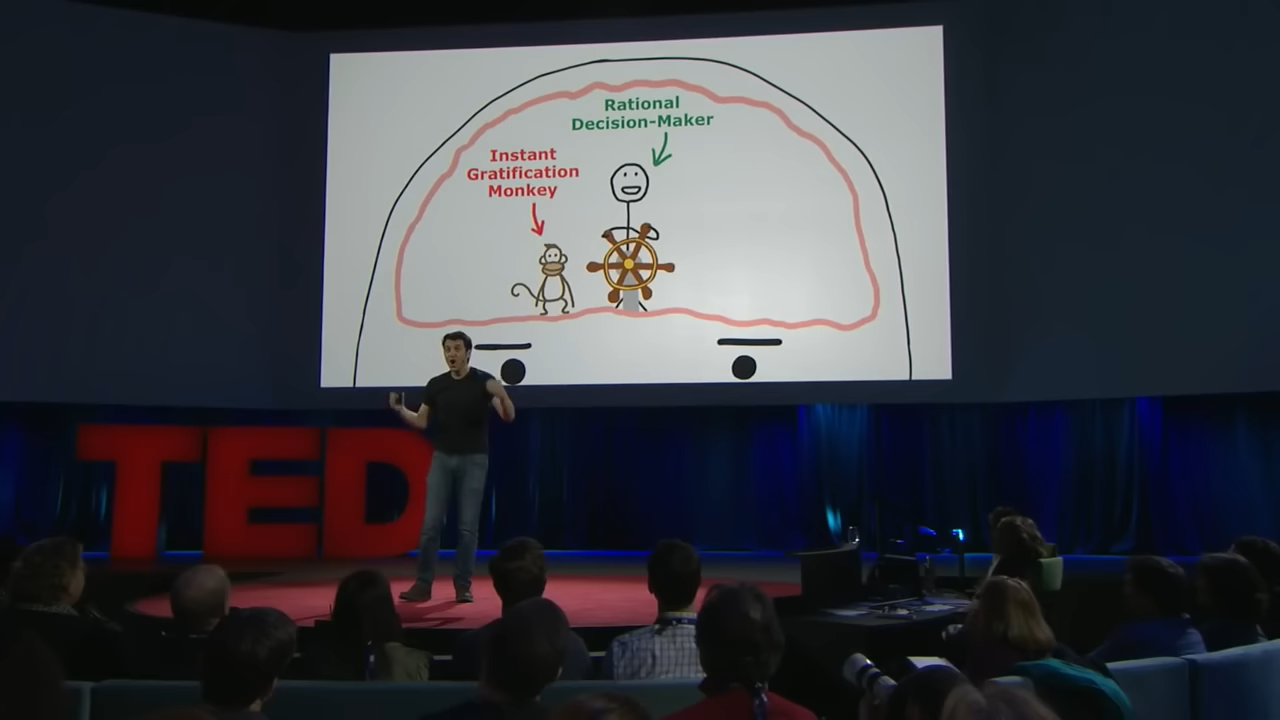 Rational
Decision-Maker
Instant
Gratification
Monkey
TED